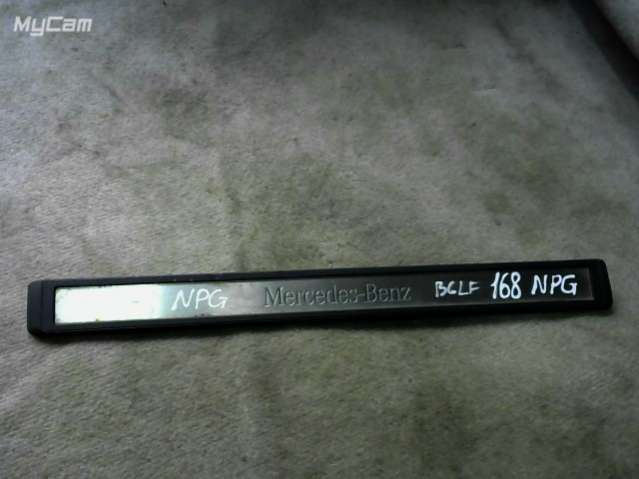 MyCam
NPG Mercedes-Benz BCLF 168 NPG